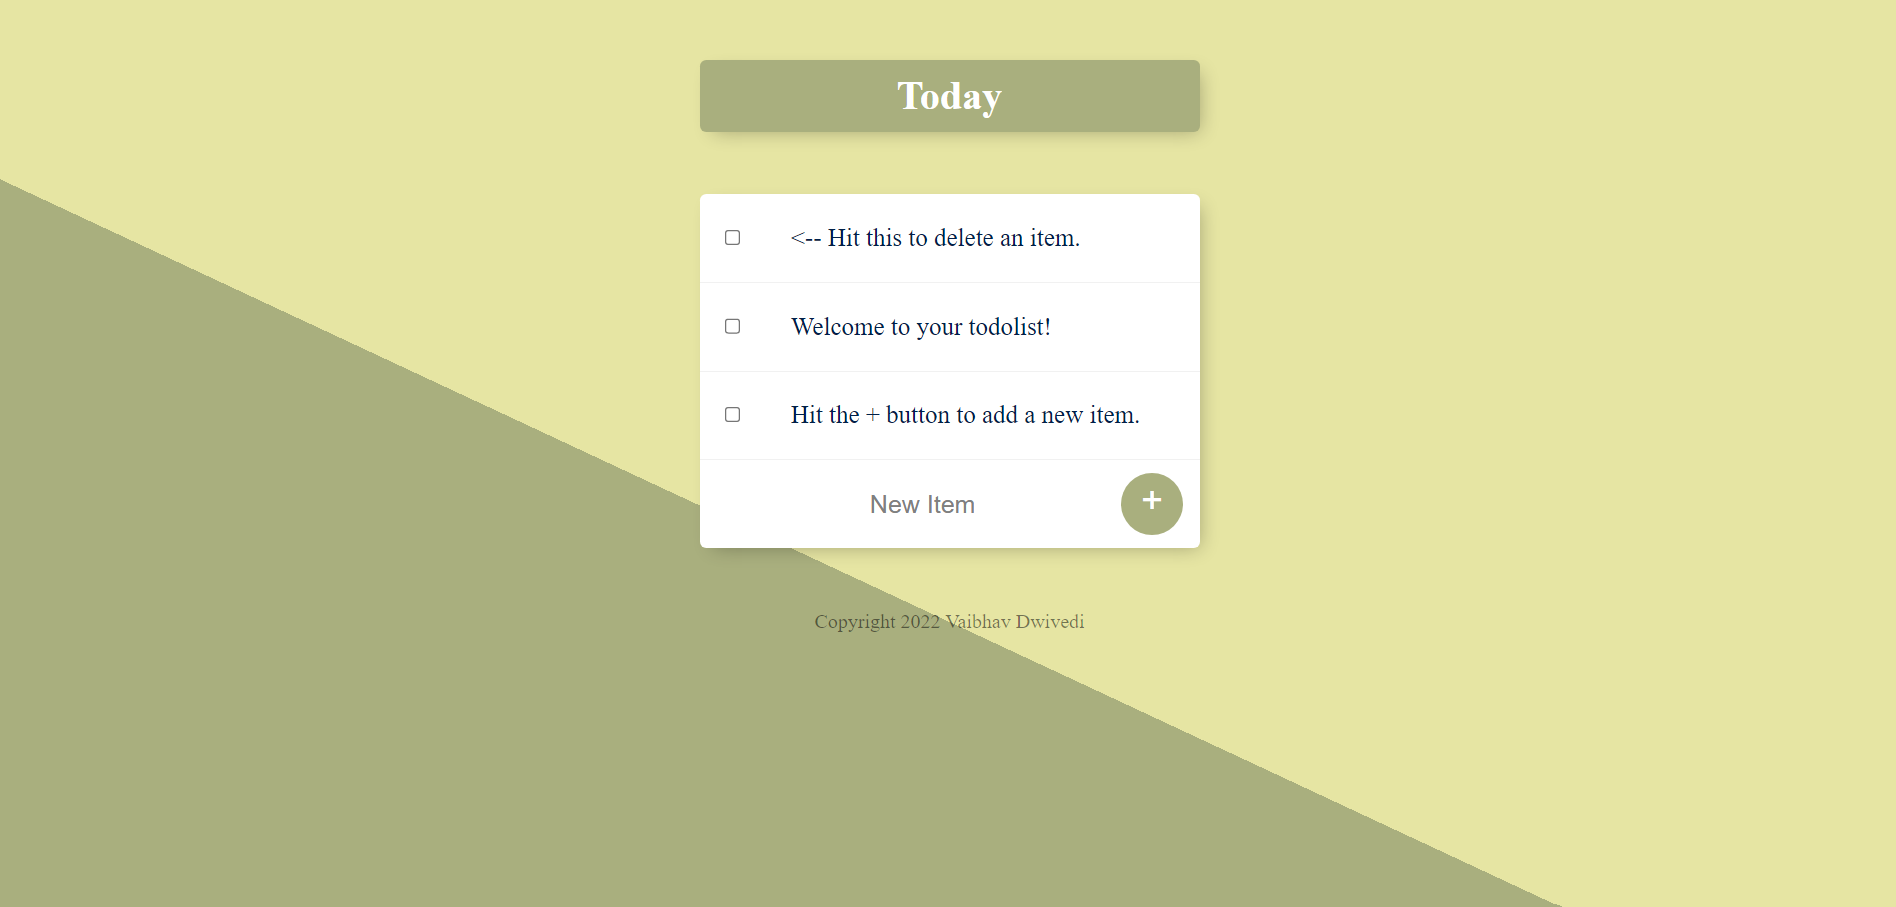 Today
<-- Hit this to delete an item.
Welcome to your todolist!
Hit the + button to add a new item.
New Item +
Copyright 2022 Vaibhav Dwivedi